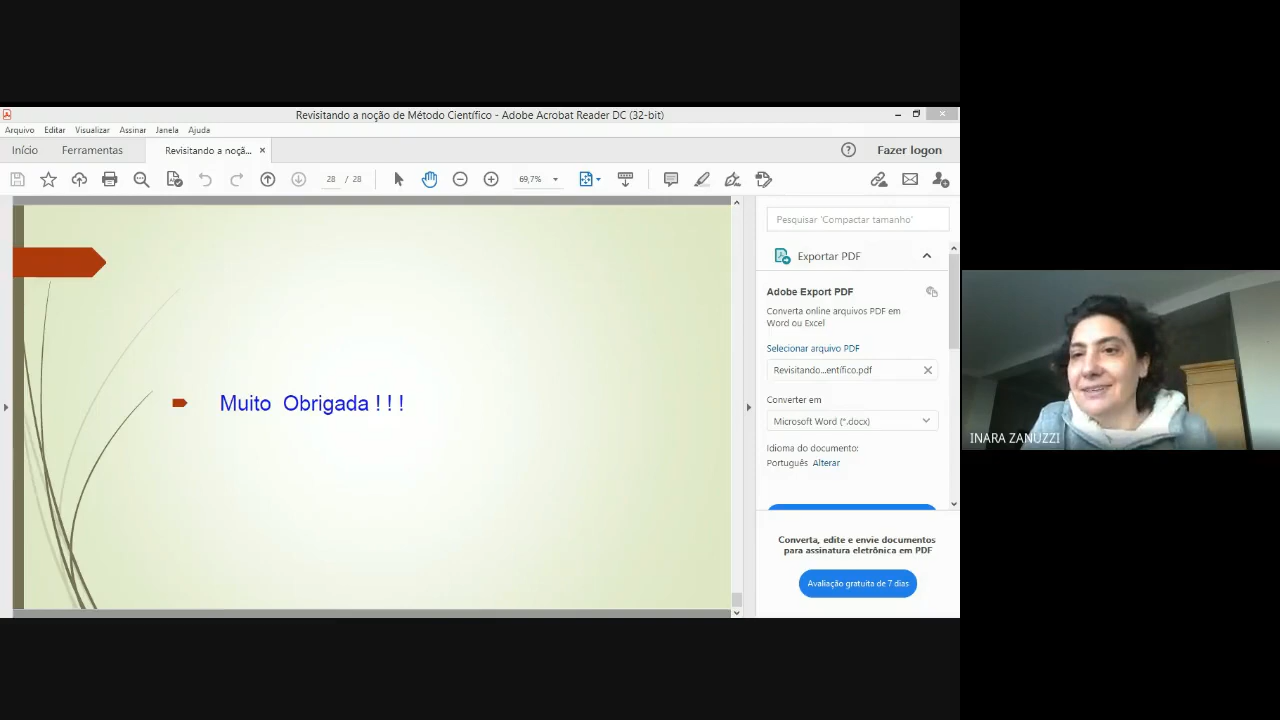 Revisitando a noção de Método Científico - Adobe Acrobat Reader DC (32-bit)
Arquivo Editar Visualizar Assinar Janela Ajuda
Início Ferramentas Revisitando a noçã... ×
Fazer logon
28 / 28 69,7%
Muito Obrigada ! ! !
Pesquisar 'Compactar tamanho'
Exportar PDF
Adobe Export PDF
Converta online arquivos PDF em
Word ou Excel
Selecionar arquivo PDF
Revisitando...entífico.pdf
Converter em
Microsoft Word (*.docx)
Idioma do documento:
Português Alterar
Converta, edite e envie documentos
para assinatura eletrônica em PDF
Avaliação gratuita de 7 dias
INARA ZANUZZI